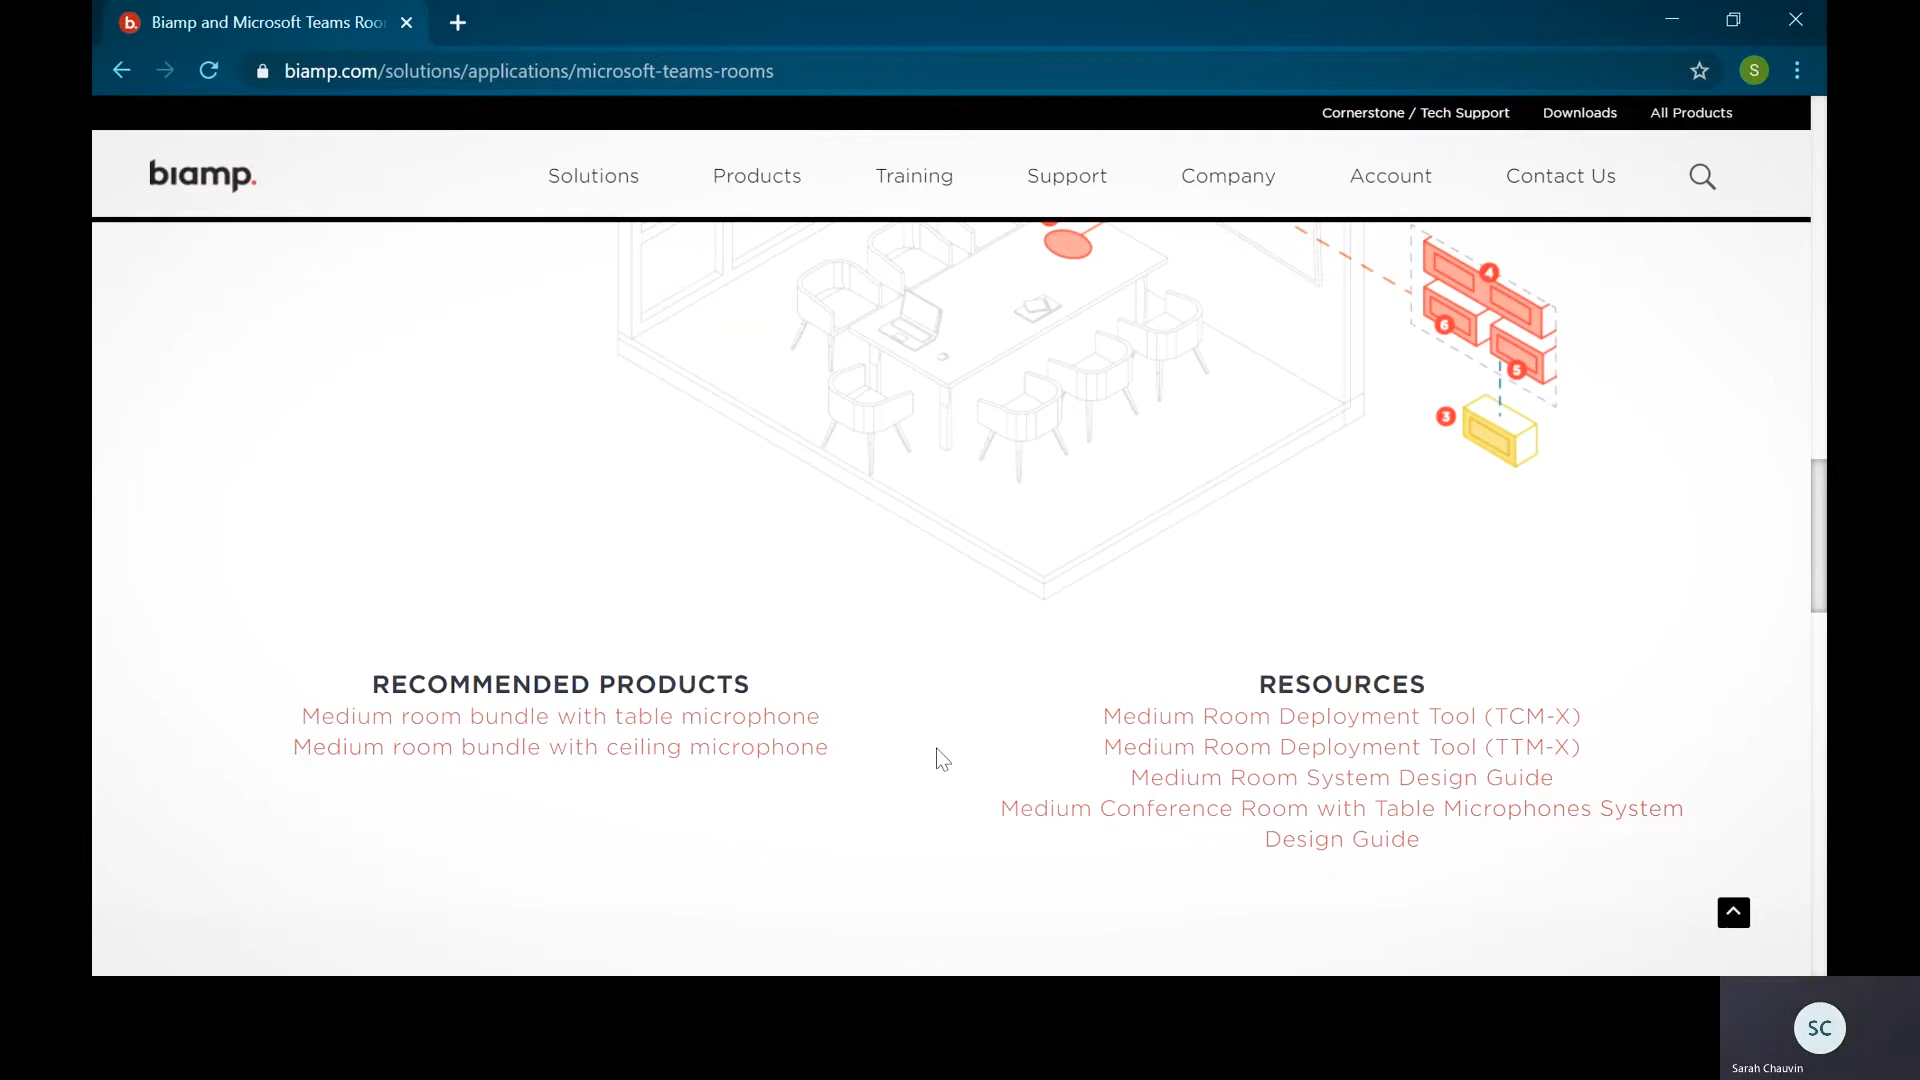 b. Biamp and Microsoft Teams Roo
biamp.com/solutions/applications/microsoft-teams-rooms
S
Cornerstone / Tech Support Downloads All Products
biamp.
Solutions Products Training Support Company Account Contact Us
4
6
5
3
RECOMMENDED PRODUCTS
Medium room bundle with table microphone
Medium room bundle with ceiling microphone
RESOURCES
Medium Room Deployment Tool (TCM-X)
Medium Room Deployment Tool (TTM-X)
Medium Room System Design Guide
Medium Conference Room with Table Microphones System
Design Guide
SC
Sarah Chauvin